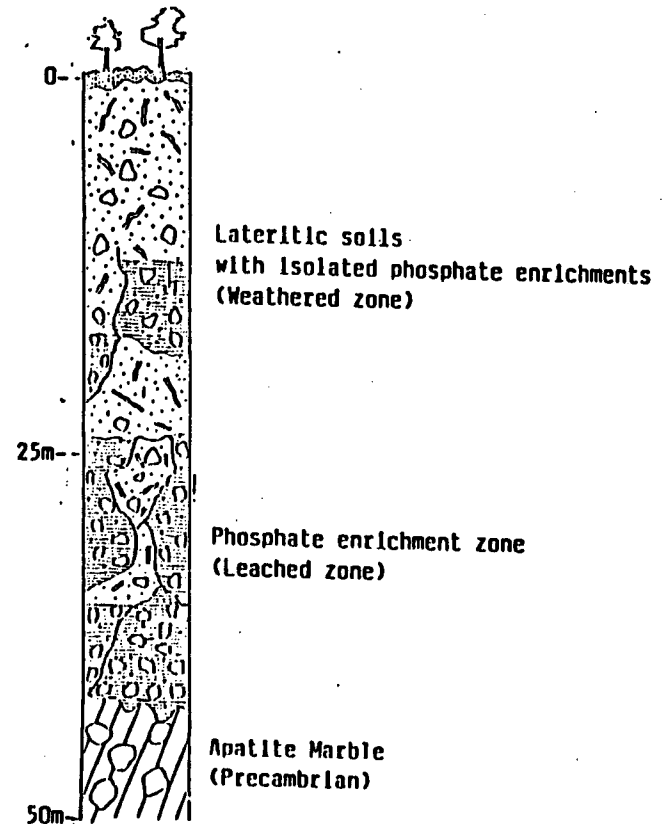 0-
Lateritic soils
with isolated phosphate enrichments
(Weathered zone)
25m-
Phosphate enrichment zone
(Leached zone)
Apatite Marble
(Precambrian)
50m-